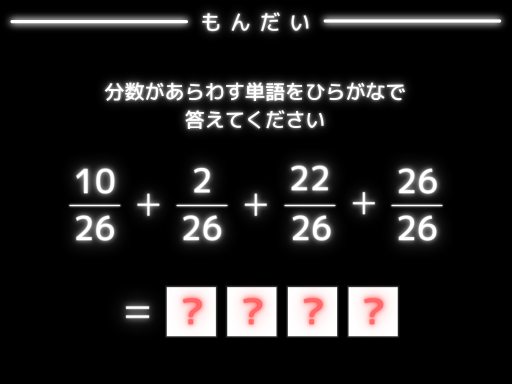 もんだい
分数があらわす単語をひらがなで
答えてください
10/26 + 2/26 + 22/26 + 26/26
= ? ? ? ?